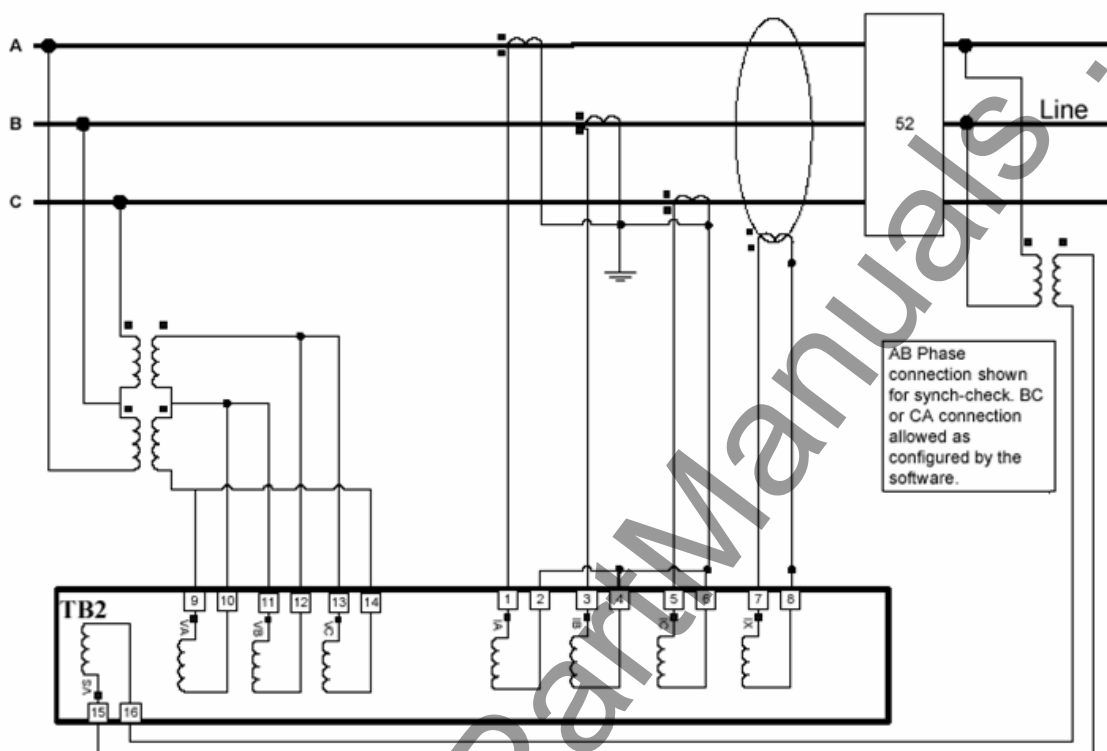 A
B
C
52
Line
AB Phase
connection shown
for synch-check. BC
or CA connection
allowed as
configured by the
software.
TB2
9 10 11 12 13 14 1 2 3 4 5 6 7 8
VA VB VC IA IB IC IX
SA
15 16
PartManuals